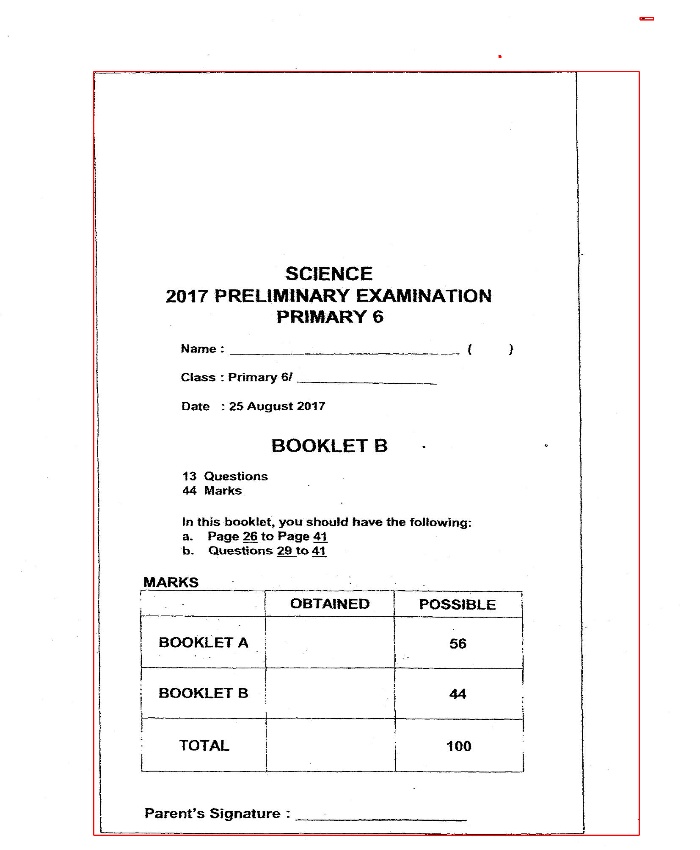 SCIENCE
2017 PRELIMINARY EXAMINATION
PRIMARY 6
Name : ______________________ ( )
Class : Primary 6/ ______________
Date : 25 August 2017
BOOKLET B
13 Questions
44 Marks
In this booklet, you should have the following:
a. Page 26 to Page 41
b. Questions 29 to 41
MARKS
OBTAINED POSSIBLE
BOOKLET A 56
BOOKLET B 44
TOTAL 100
Parent's Signature : ________________